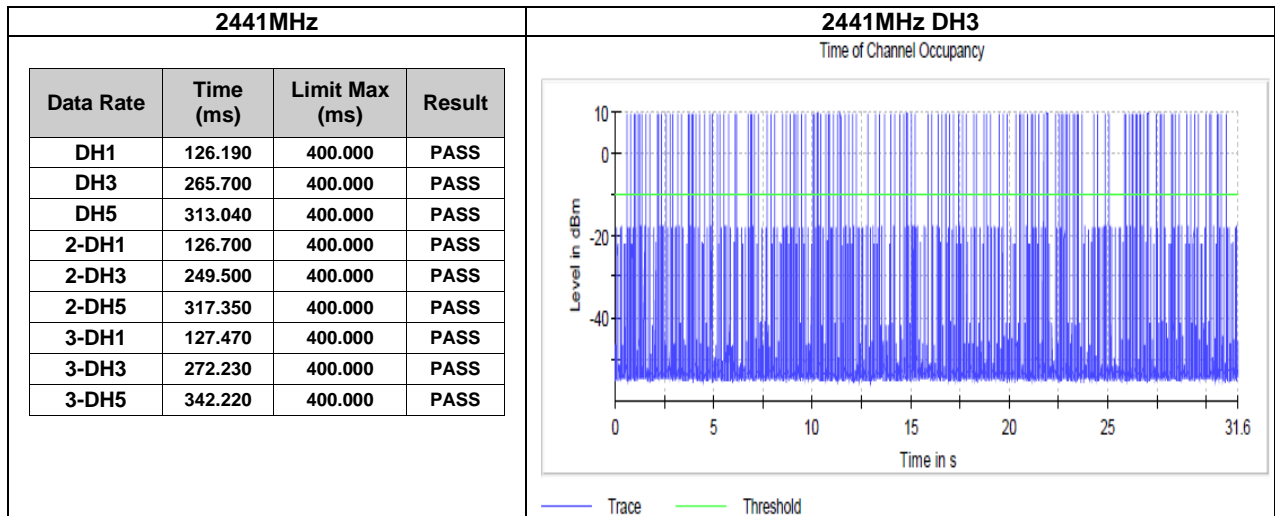 2441MHz
2441MHz DH3
Data Rate Time (ms) Limit Max (ms) Result
DH1 126.190 400.000 PASS
DH3 265.700 400.000 PASS
DH5 313.040 400.000 PASS
2-DH1 126.700 400.000 PASS
2-DH3 249.500 400.000 PASS
2-DH5 317.350 400.000 PASS
3-DH1 127.470 400.000 PASS
3-DH3 272.230 400.000 PASS
3-DH5 342.220 400.000 PASS
Time of Channel Occupancy
Level in dBm
10
0
-20
-40
0 5 10 15 20 25 31.6
Time in s
Trace Threshold